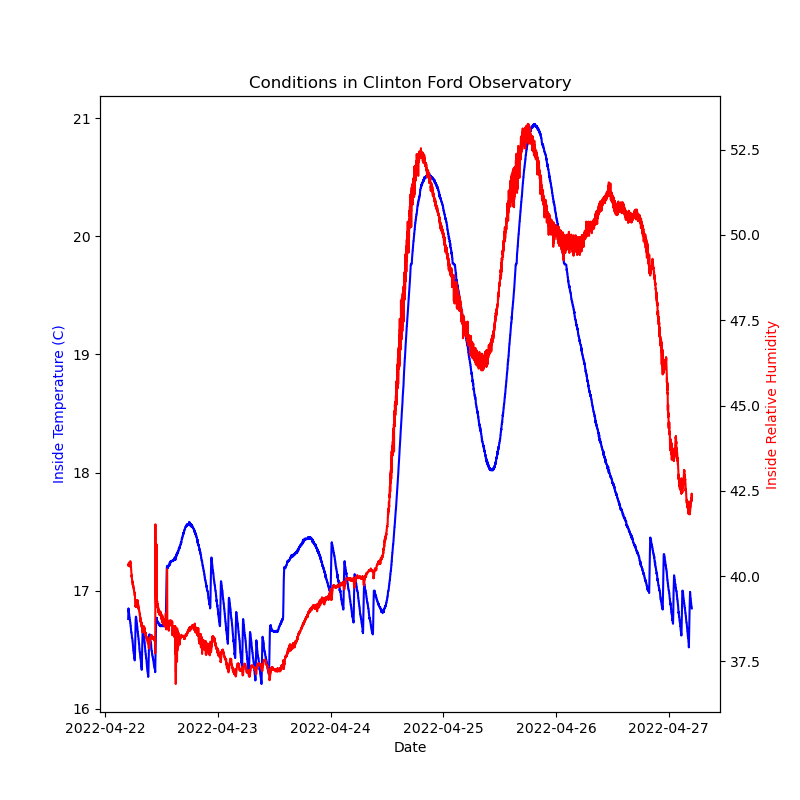 Conditions in Clinton Ford Observatory
21
20
19
18
17
16
Inside Temperature (C)
52.5
50.0
47.5
45.0
42.5
40.0
37.5
Inside Relative Humidity
2022-04-22 2022-04-23 2022-04-24 2022-04-25 2022-04-26 2022-04-27
Date